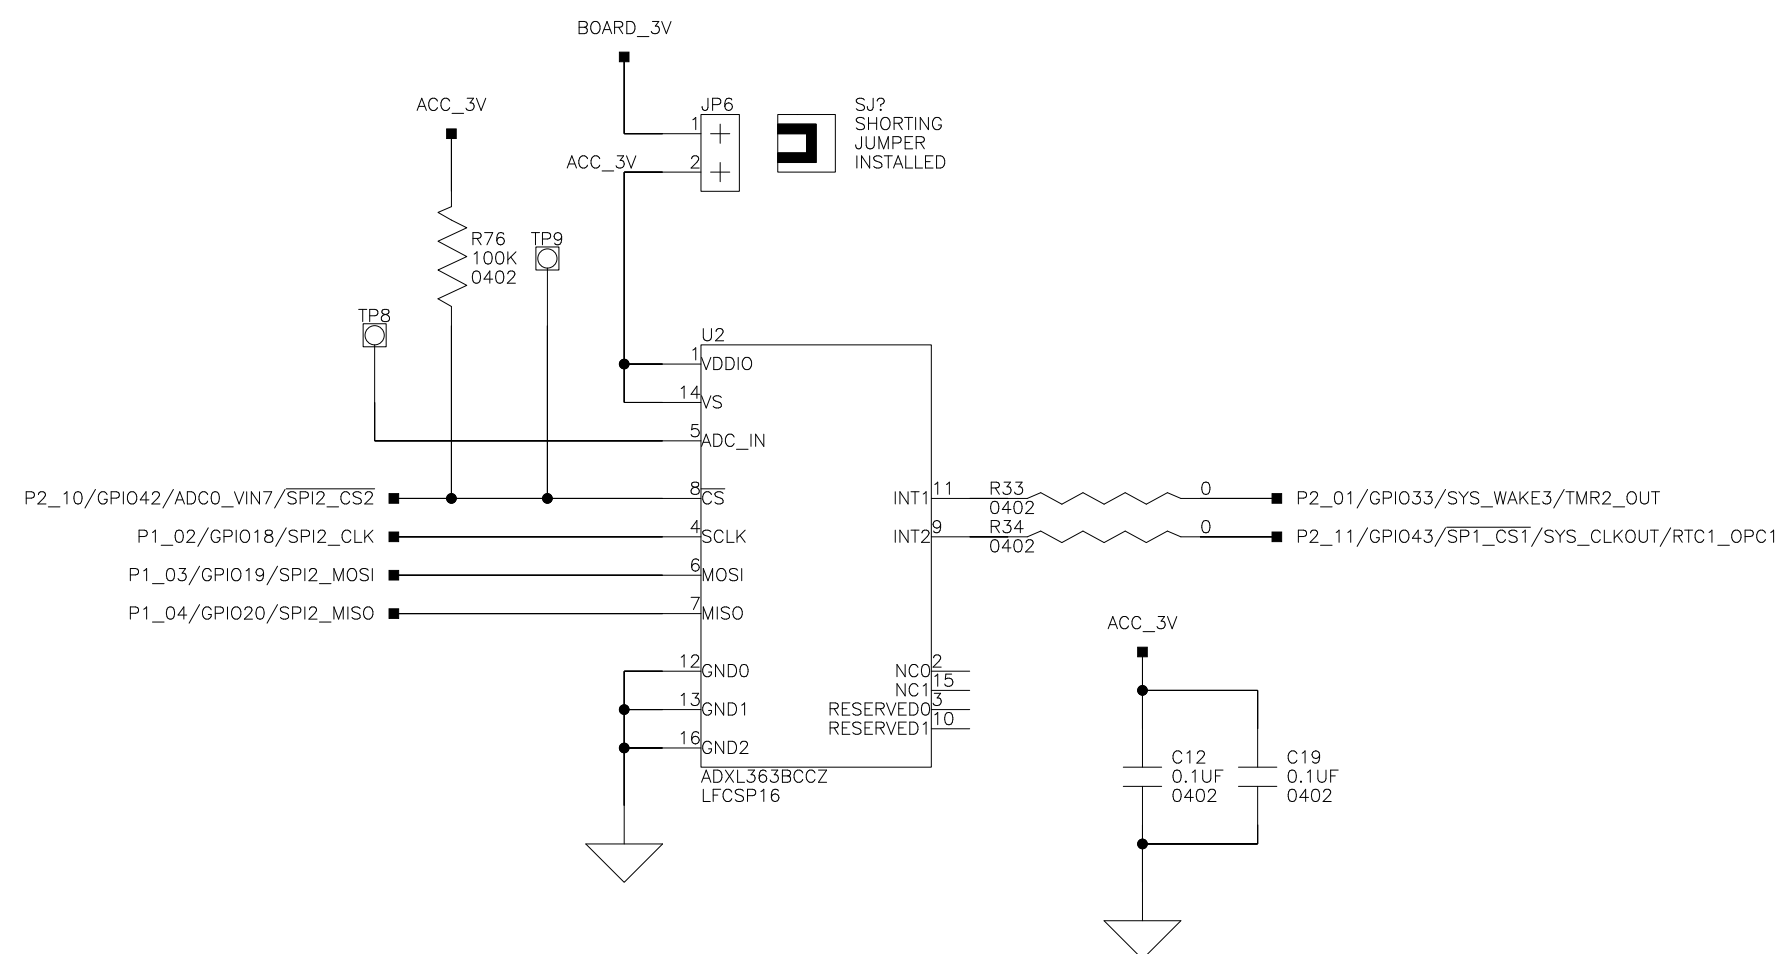 BOARD_3V
ACC_3V
JP6
1
2
ACC_3V
SJ?
SHORTING
JUMPER
INSTALLED
R76
100K
0402
TP9
TP8
U2
1
VDDIO
14
VS
5
ADC_IN
P2_10/GPIO42/ADC0_VIN7/SPI2_CS2
8
CS
P1_02/GPIO18/SPI2_CLK
4
SCLK
P1_03/GPIO19/SPI2_MOSI
6
MOSI
P1_04/GPIO20/SPI2_MISO
7
MISO
12
GND0
13
GND1
16
GND2
INT1
11
R33
0402
0
P2_01/GPIO33/SYS_WAKE3/TMR2_OUT
INT2
9
R34
0402
0
P2_11/GPIO43/SP1_CS1/SYS_CLKOUT/RTC1_OPC1
NC0
2
NC1
15
RESERVED0
3
RESERVED1
10
ADXL363BCCZ
LFCSP16
ACC_3V
C12
0.1UF
0402
C19
0.1UF
0402